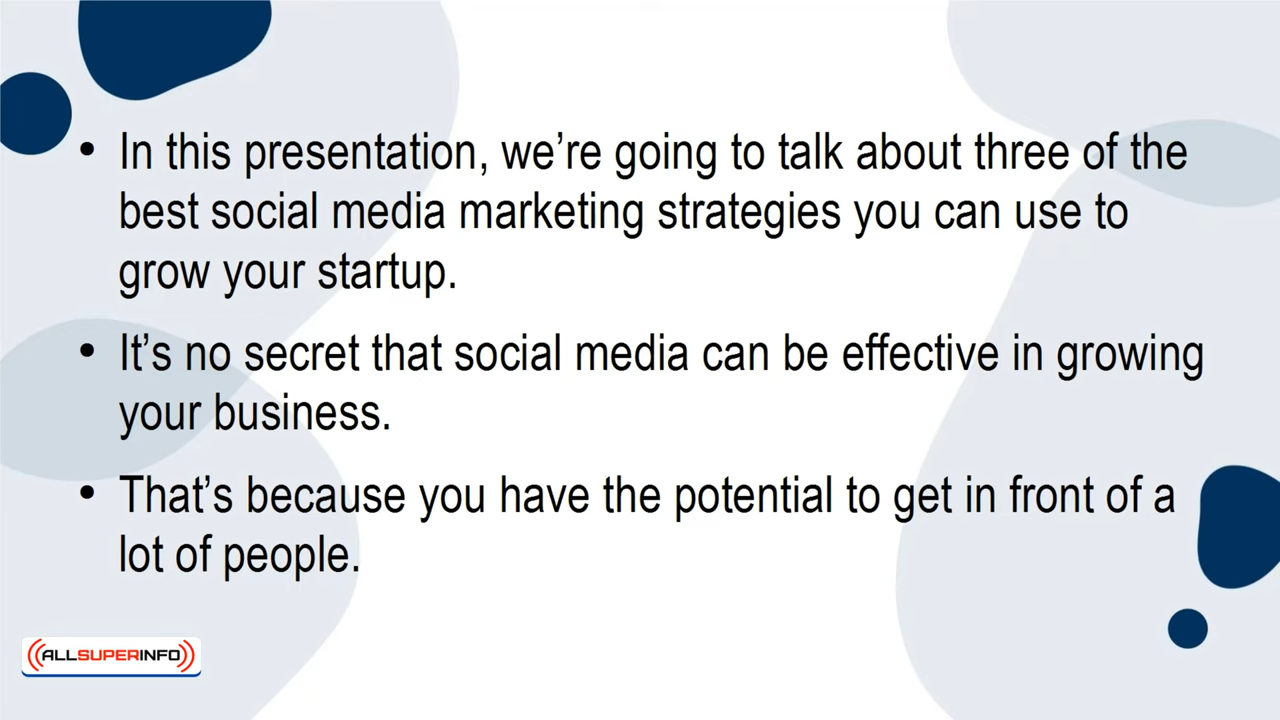 • In this presentation, we’re going to talk about three of the
best social media marketing strategies you can use to
grow your startup.
• It’s no secret that social media can be effective in growing
your business.
• That’s because you have the potential to get in front of a
lot of people.
ALLSUPERINFO